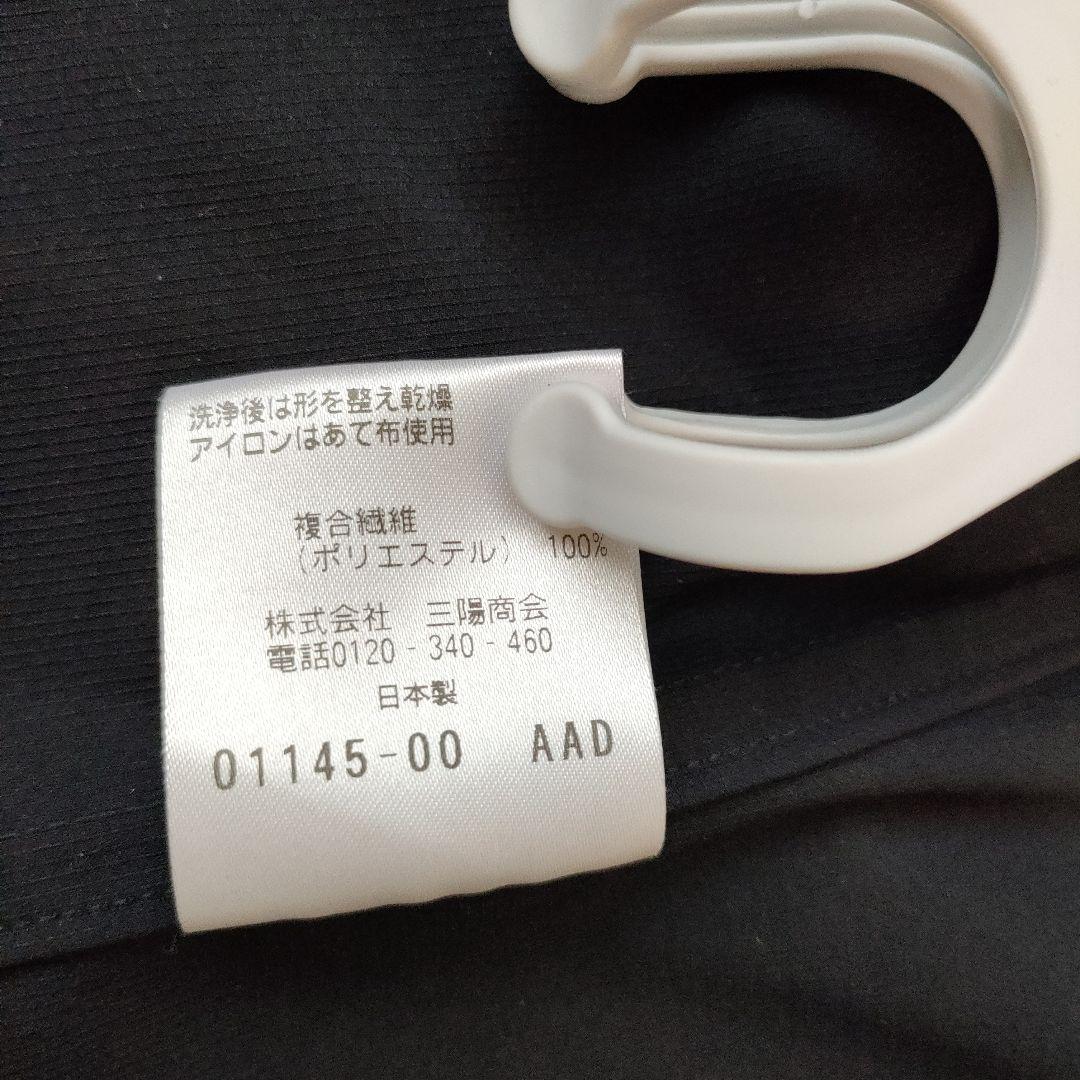 洗浄後は形を整え乾燥
アイロンはあて布使用
複合繊維
(ポリエステル) 100%
株式会社 三陽商会
電話0120-340-460
日本製
01145-00 AAD